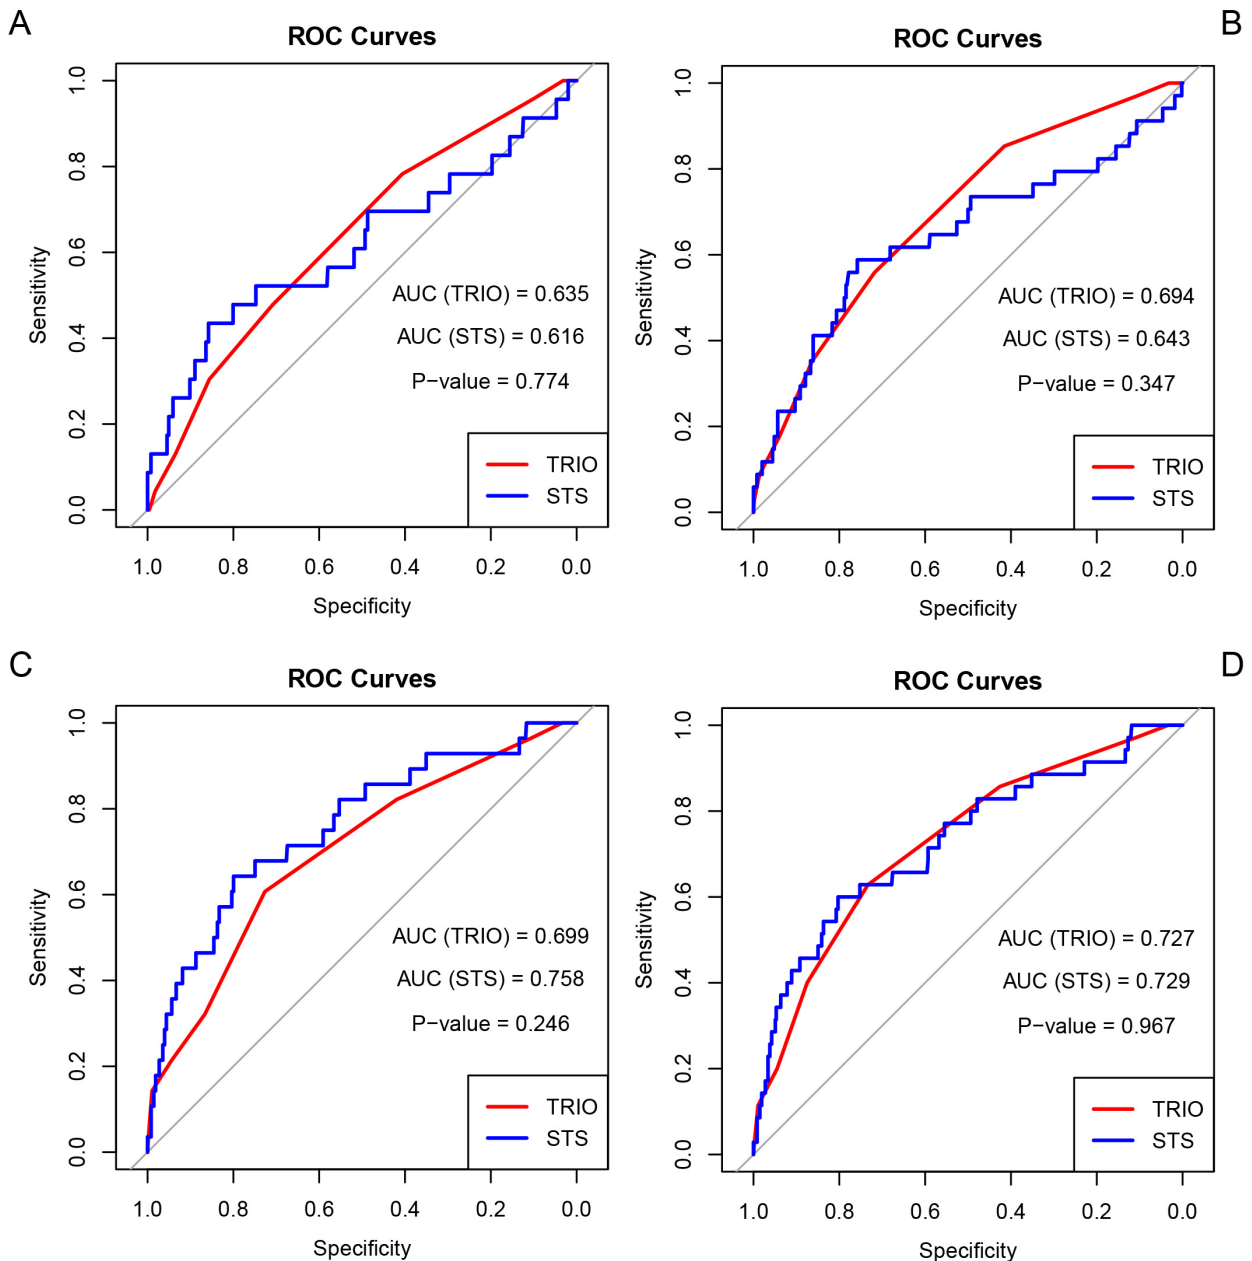 A
ROC Curves
Sensitivity
1.0
0.8
0.6
0.4
0.2
0.0
AUC (TRIO) = 0.635
AUC (STS) = 0.616
P−value = 0.774
TRIO
STS
1.0 0.8 0.6 0.4 0.2 0.0
Specificity
B
ROC Curves
Sensitivity
1.0
0.8
0.6
0.4
0.2
0.0
AUC (TRIO) = 0.694
AUC (STS) = 0.643
P−value = 0.347
TRIO
STS
1.0 0.8 0.6 0.4 0.2 0.0
Specificity
C
ROC Curves
Sensitivity
1.0
0.8
0.6
0.4
0.2
0.0
AUC (TRIO) = 0.699
AUC (STS) = 0.758
P−value = 0.246
TRIO
STS
1.0 0.8 0.6 0.4 0.2 0.0
Specificity
D
ROC Curves
Sensitivity
1.0
0.8
0.6
0.4
0.2
0.0
AUC (TRIO) = 0.727
AUC (STS) = 0.729
P−value = 0.967
TRIO
STS
1.0 0.8 0.6 0.4 0.2 0.0
Specificity